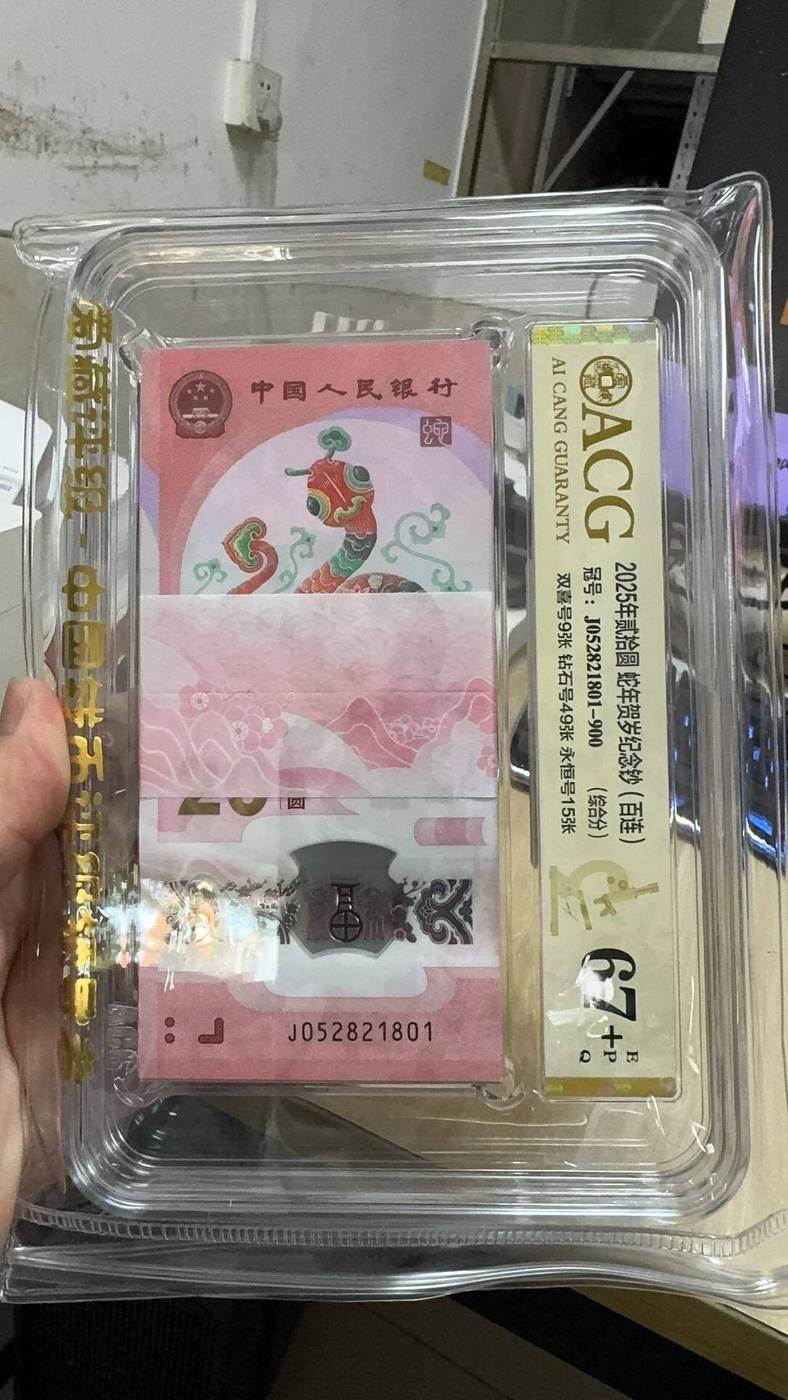 中国人民银行
蛇
20
圆
J052821801
ACG
AI CANG GUARANTY
2025年贰拾圆 蛇年贺岁纪念钞（百连）
冠号：J052821801-900 （综合分）
双喜号9张 钻石号49张 永恒号15张
67+
E
P
Q